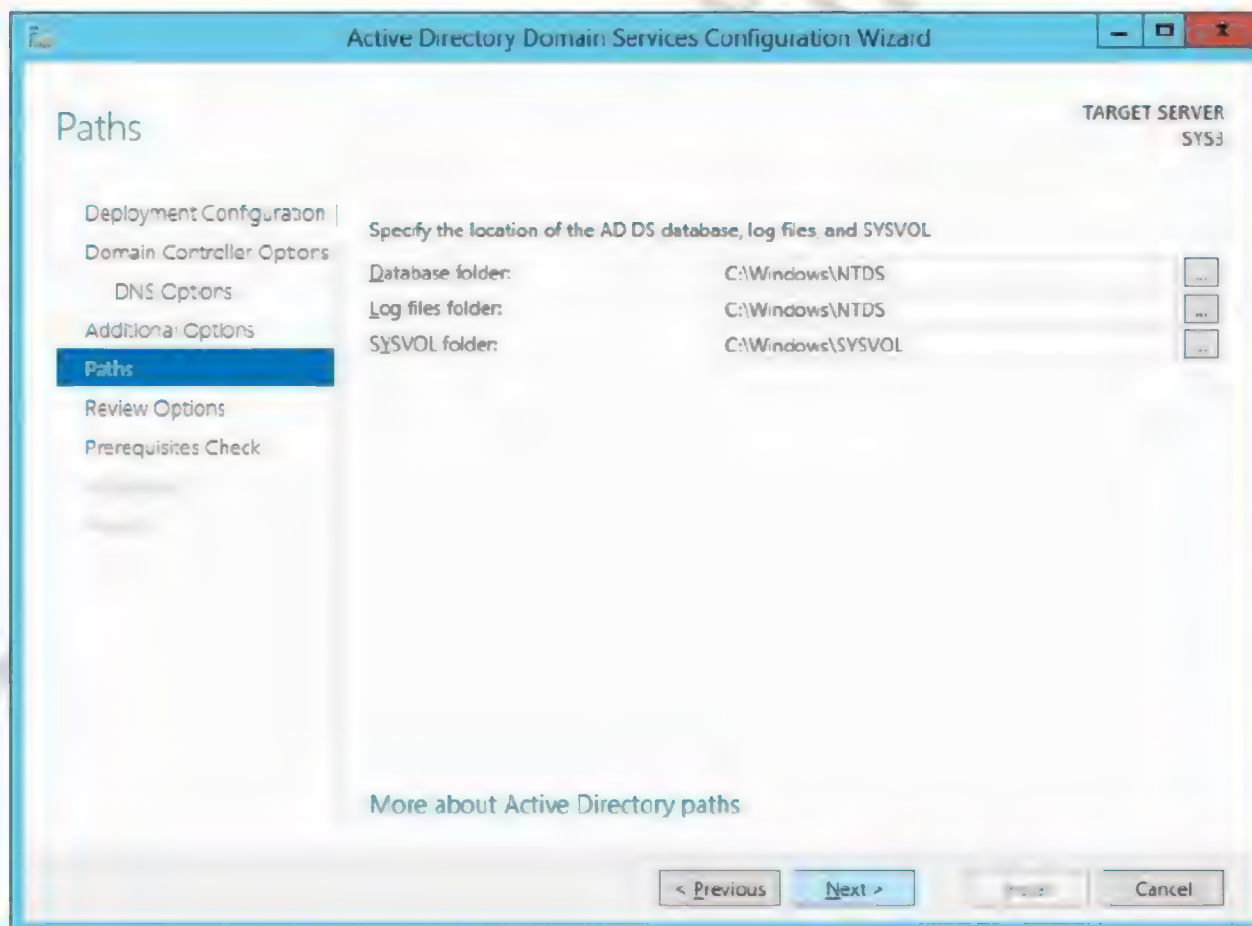 Active Directory Domain Services Configuration Wizard
Paths
TARGET SERVER
SYS3
Deployment Configuration
Domain Controller Options
DNS Options
Additional Options
Paths
Review Options
Prerequisites Check
Specify the location of the AD DS database, log files, and SYSVOL
Database folder: C:\Windows\NTDS ...
Log files folder: C:\Windows\NTDS ...
SYSVOL folder: C:\Windows\SYSVOL ...
More about Active Directory paths
< Previous Next > Cancel